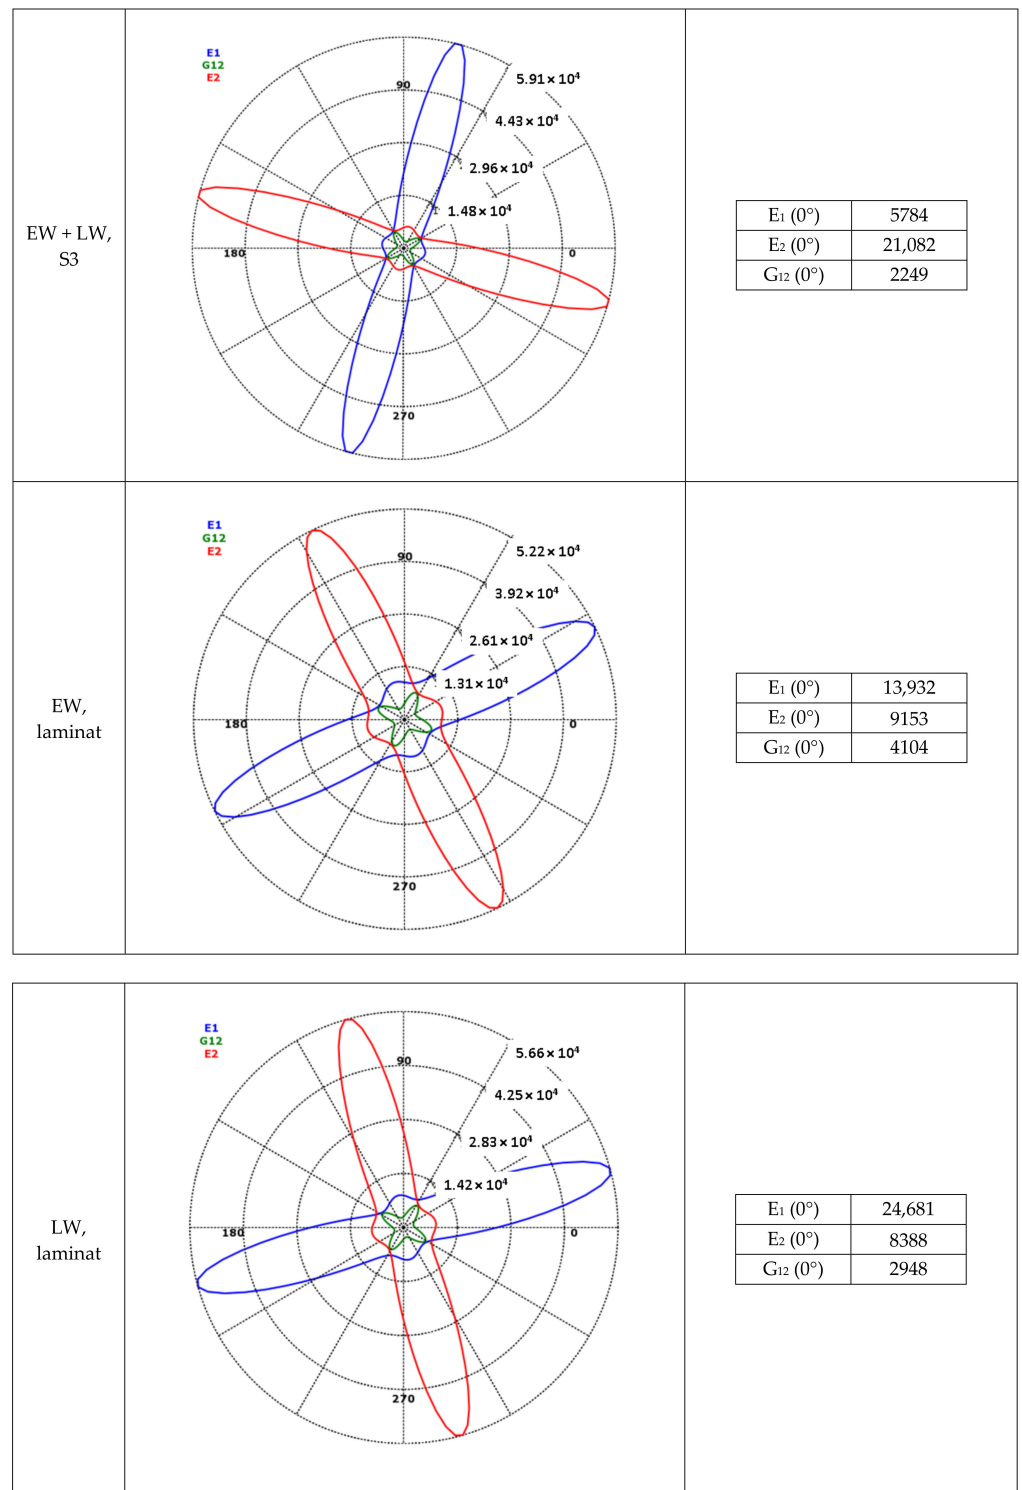 EW + LW,
S3
E1
G12
E2
90
180
0
270
5.91×10⁴
4.43×10⁴
2.96×10⁴
1.48×10⁴
E₁ (0°) 5784
E₂ (0°) 21,082
G₁₂ (0°) 2249
EW,
laminat
E1
G12
E2
90
180
0
270
5.22×10⁴
3.92×10⁴
2.61×10⁴
1.31×10⁴
E₁ (0°) 13,932
E₂ (0°) 9153
G₁₂ (0°) 4104
LW,
laminat
E1
G12
E2
90
180
0
270
5.66×10⁴
4.25×10⁴
2.83×10⁴
1.42×10⁴
E₁ (0°) 24,681
E₂ (0°) 8388
G₁₂ (0°) 2948